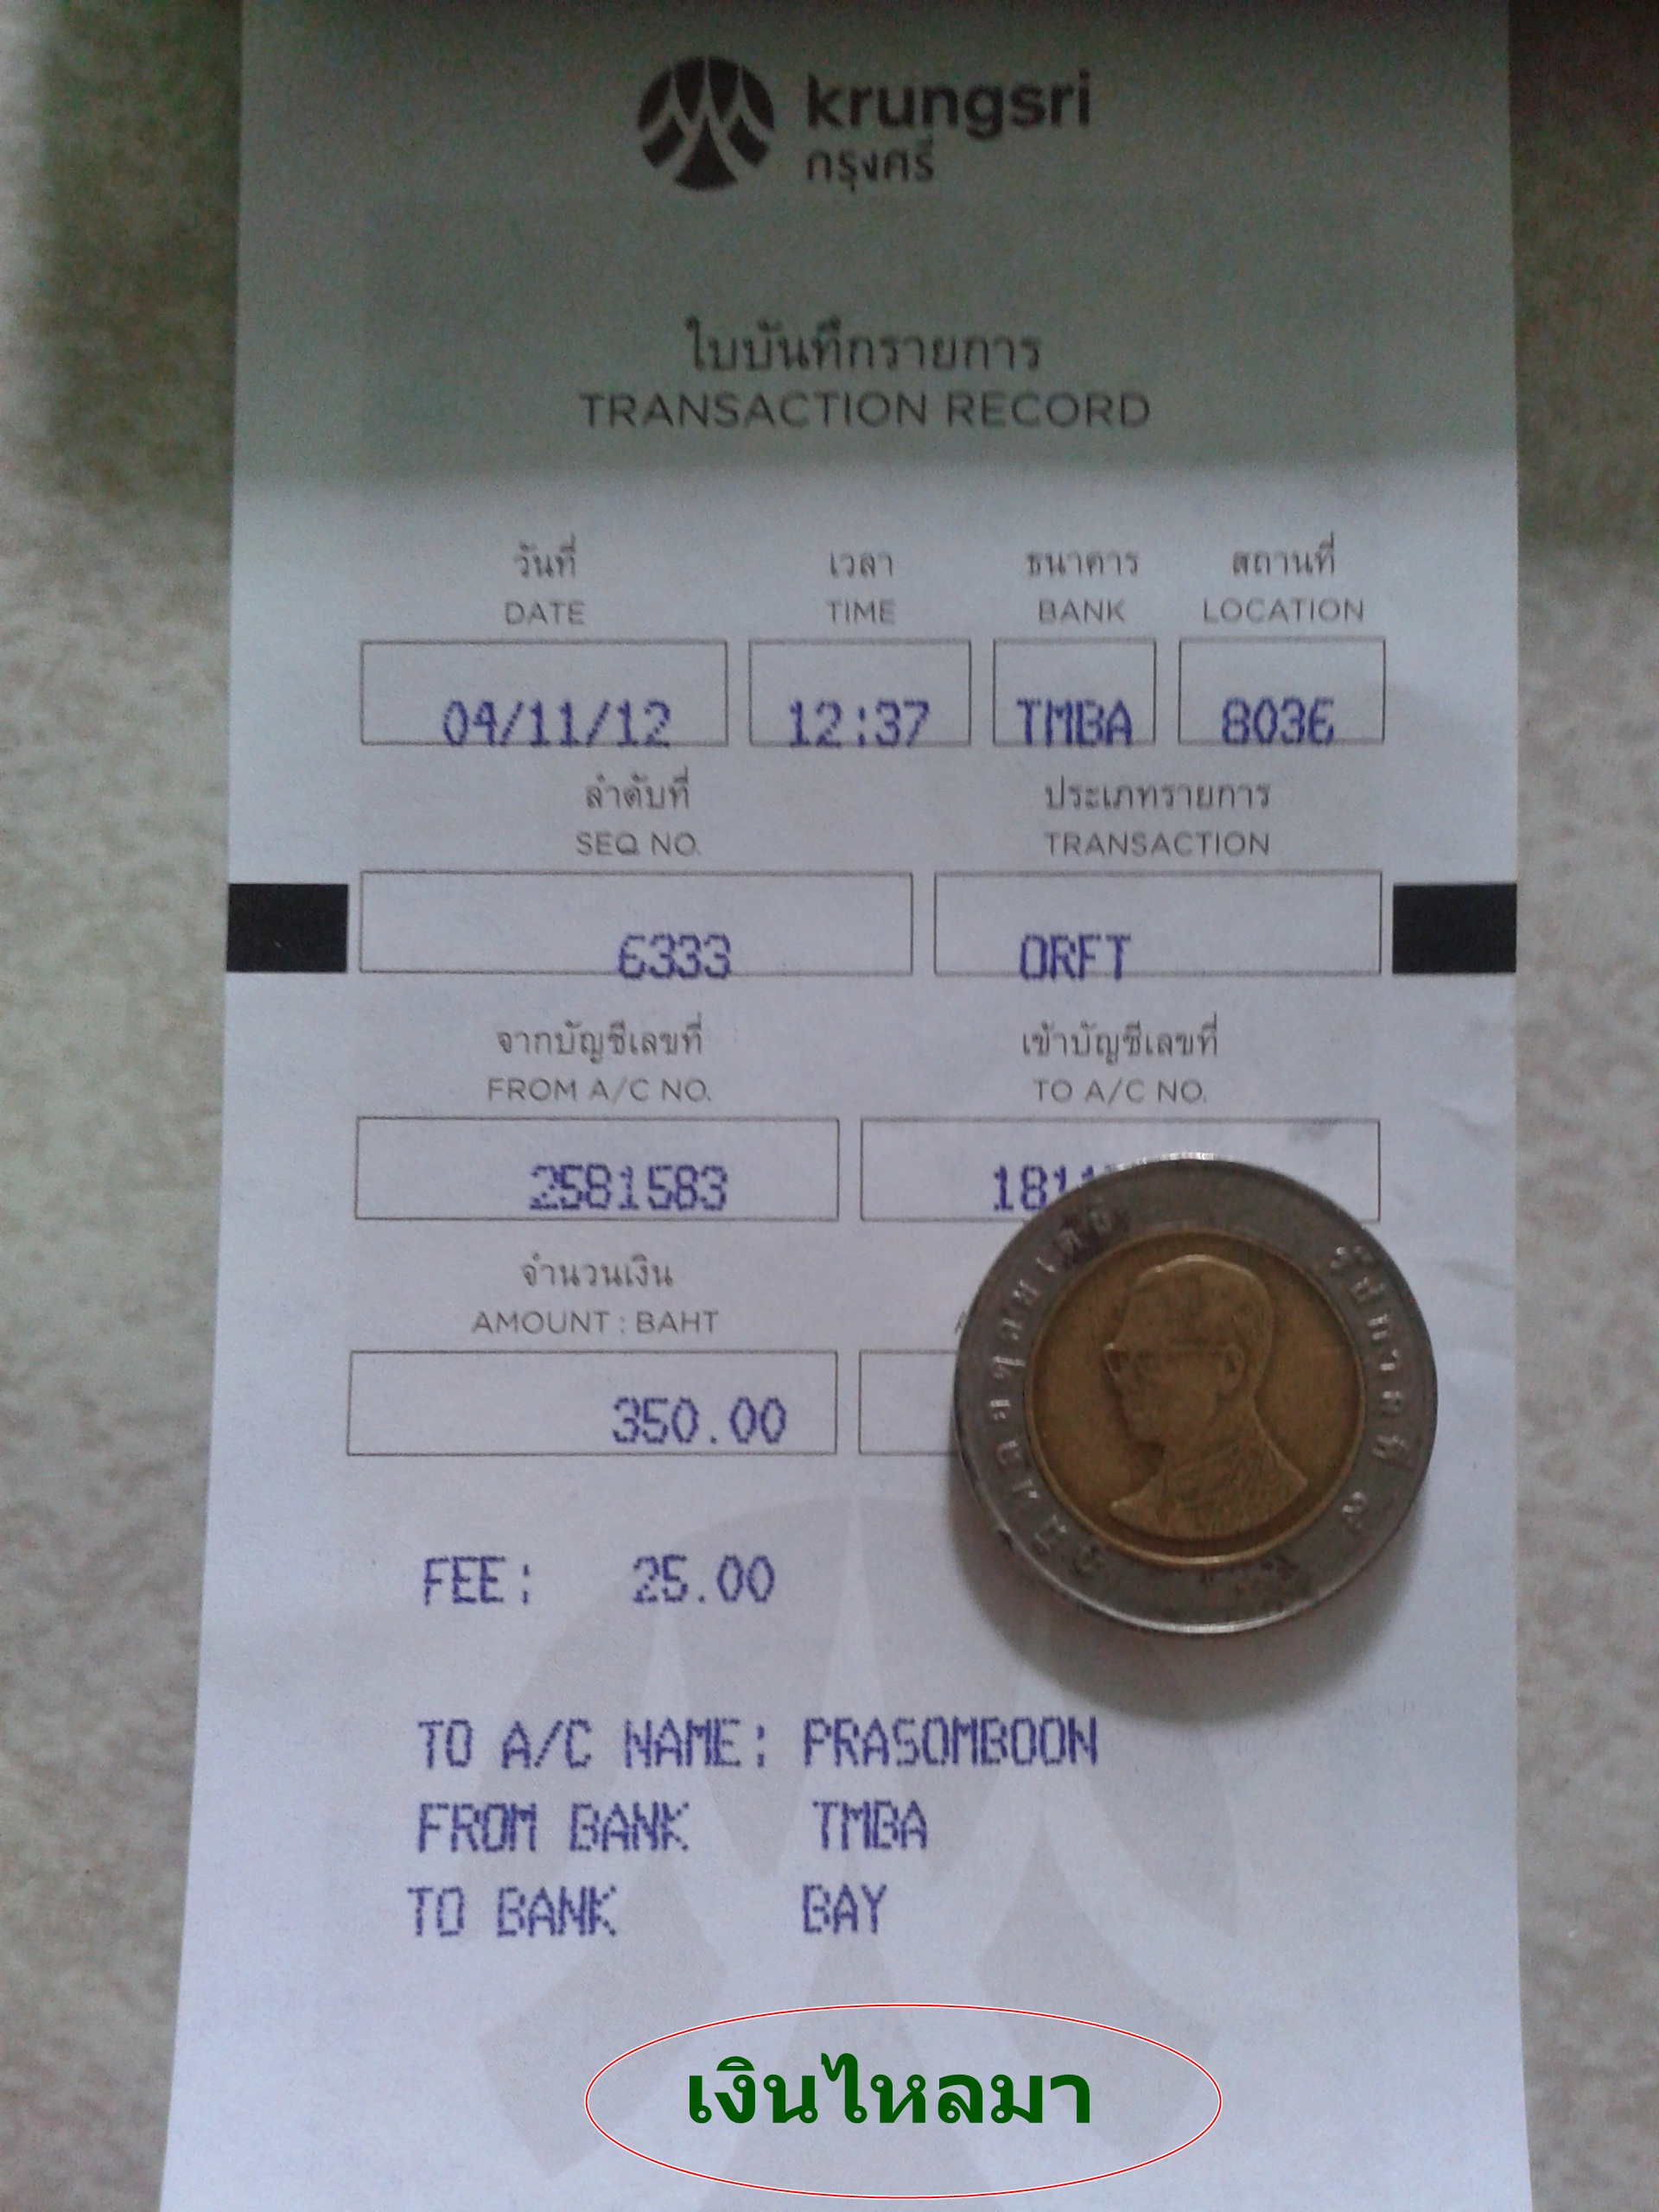 krungsri
กรุงศรี
ใบบันทึกรายการ
TRANSACTION RECORD
วันที่ เวลา ธนาคาร สถานที่
DATE TIME BANK LOCATION
04/11/12 12:37 TMBA 8036
ลำดับที่ ประเภทรายการ
SEQ NO. TRANSACTION
6333 ORFT
จากบัญชีเลขที่ เข้าบัญชีเลขที่
FROM A/C NO. TO A/C NO.
2581583
จำนวนเงิน
AMOUNT : BAHT
350.00
FEE: 25.00
TO A/C NAME: PRASOMBOON
FROM BANK TMBA
TO BANK BAY
เงินไหลมา